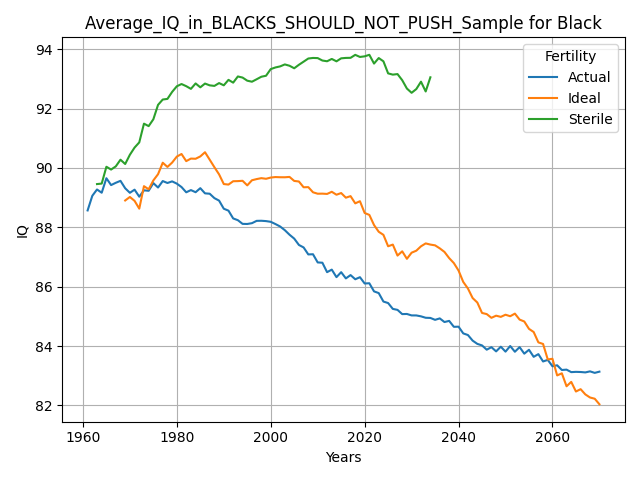 Average_IQ_in_BLACKS_SHOULD_NOT_PUSH_Sample for Black
94
92
90
88
86
84
82
IQ
1960
1980
2000
2020
2040
2060
Years
Fertility
Actual
Ideal
Sterile